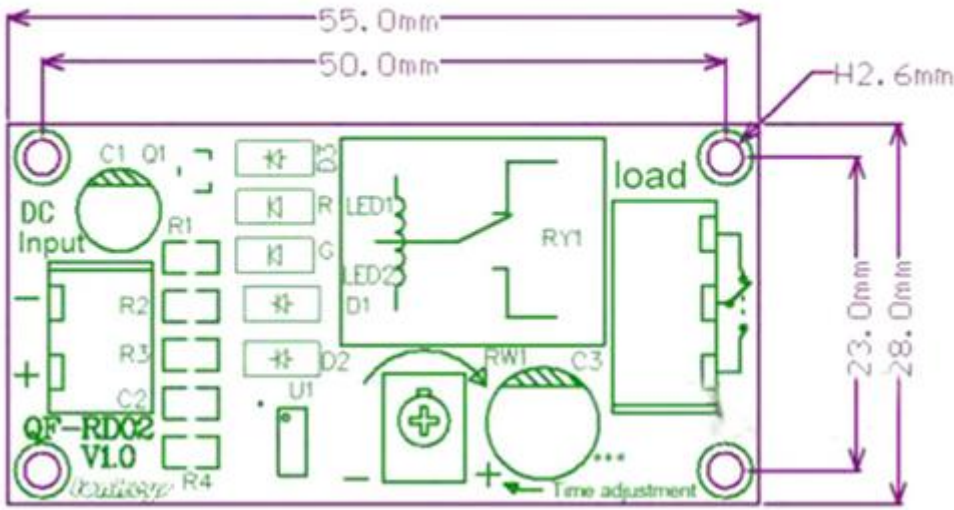 55.0mm
50.0mm
H2.6mm
C1 Q1
D3
load
DC
Input
R1
R
LED1
RY1
G
LED2
-
R2
D1
23.0mm
28.0mm
R3
D2
RW1
C3
+
U1
C2
QF-RD02
V1.0
R4
- +
Time adjustment